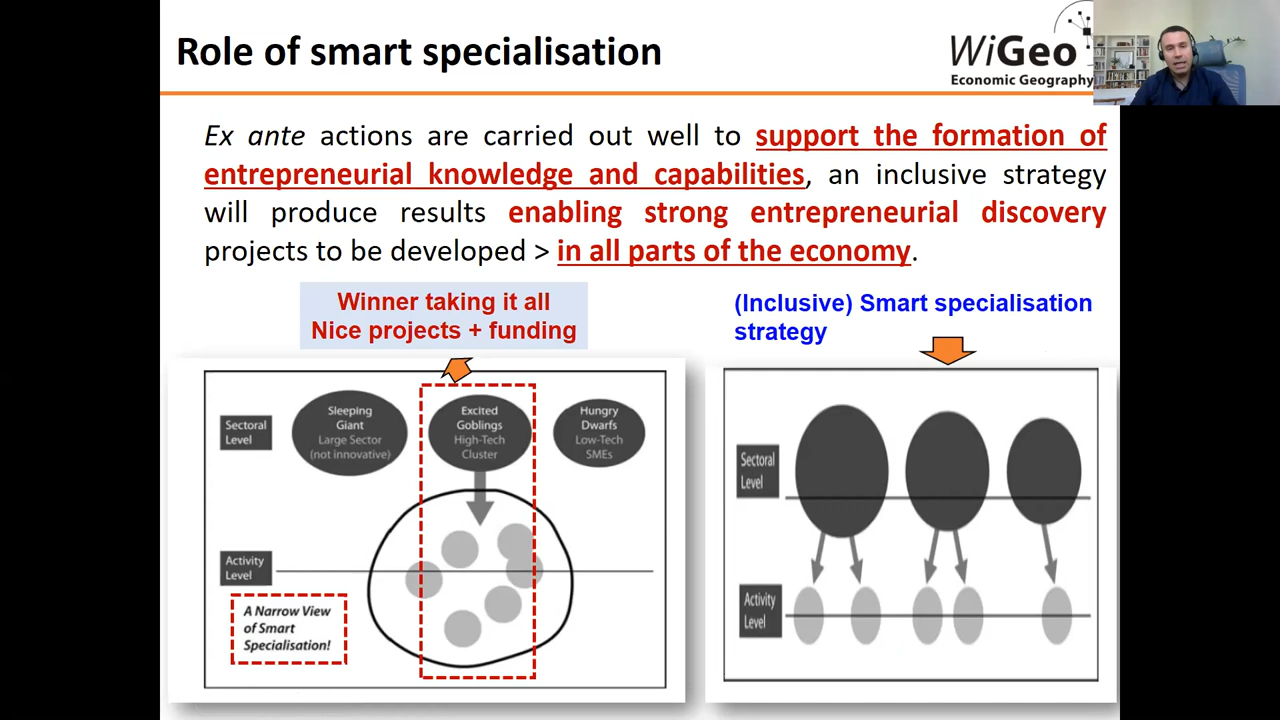 Role of smart specialisation
WiGeo
Economic Geography
Ex ante actions are carried out well to support the formation of
entrepreneurial knowledge and capabilities, an inclusive strategy
will produce results enabling strong entrepreneurial discovery
projects to be developed > in all parts of the economy.
Winner taking it all
Nice projects + funding
(Inclusive) Smart specialisation
strategy
Sectoral
Level
Sleeping
Giant
Large Sector
(not innovative)
Excited
Goblings
High-Tech
Cluster
Hungry
Dwarfs
Low-Tech
SMEs
Activity
Level
A Narrow View
of Smart
Specialisation!
Sectoral
Level
Activity
Level